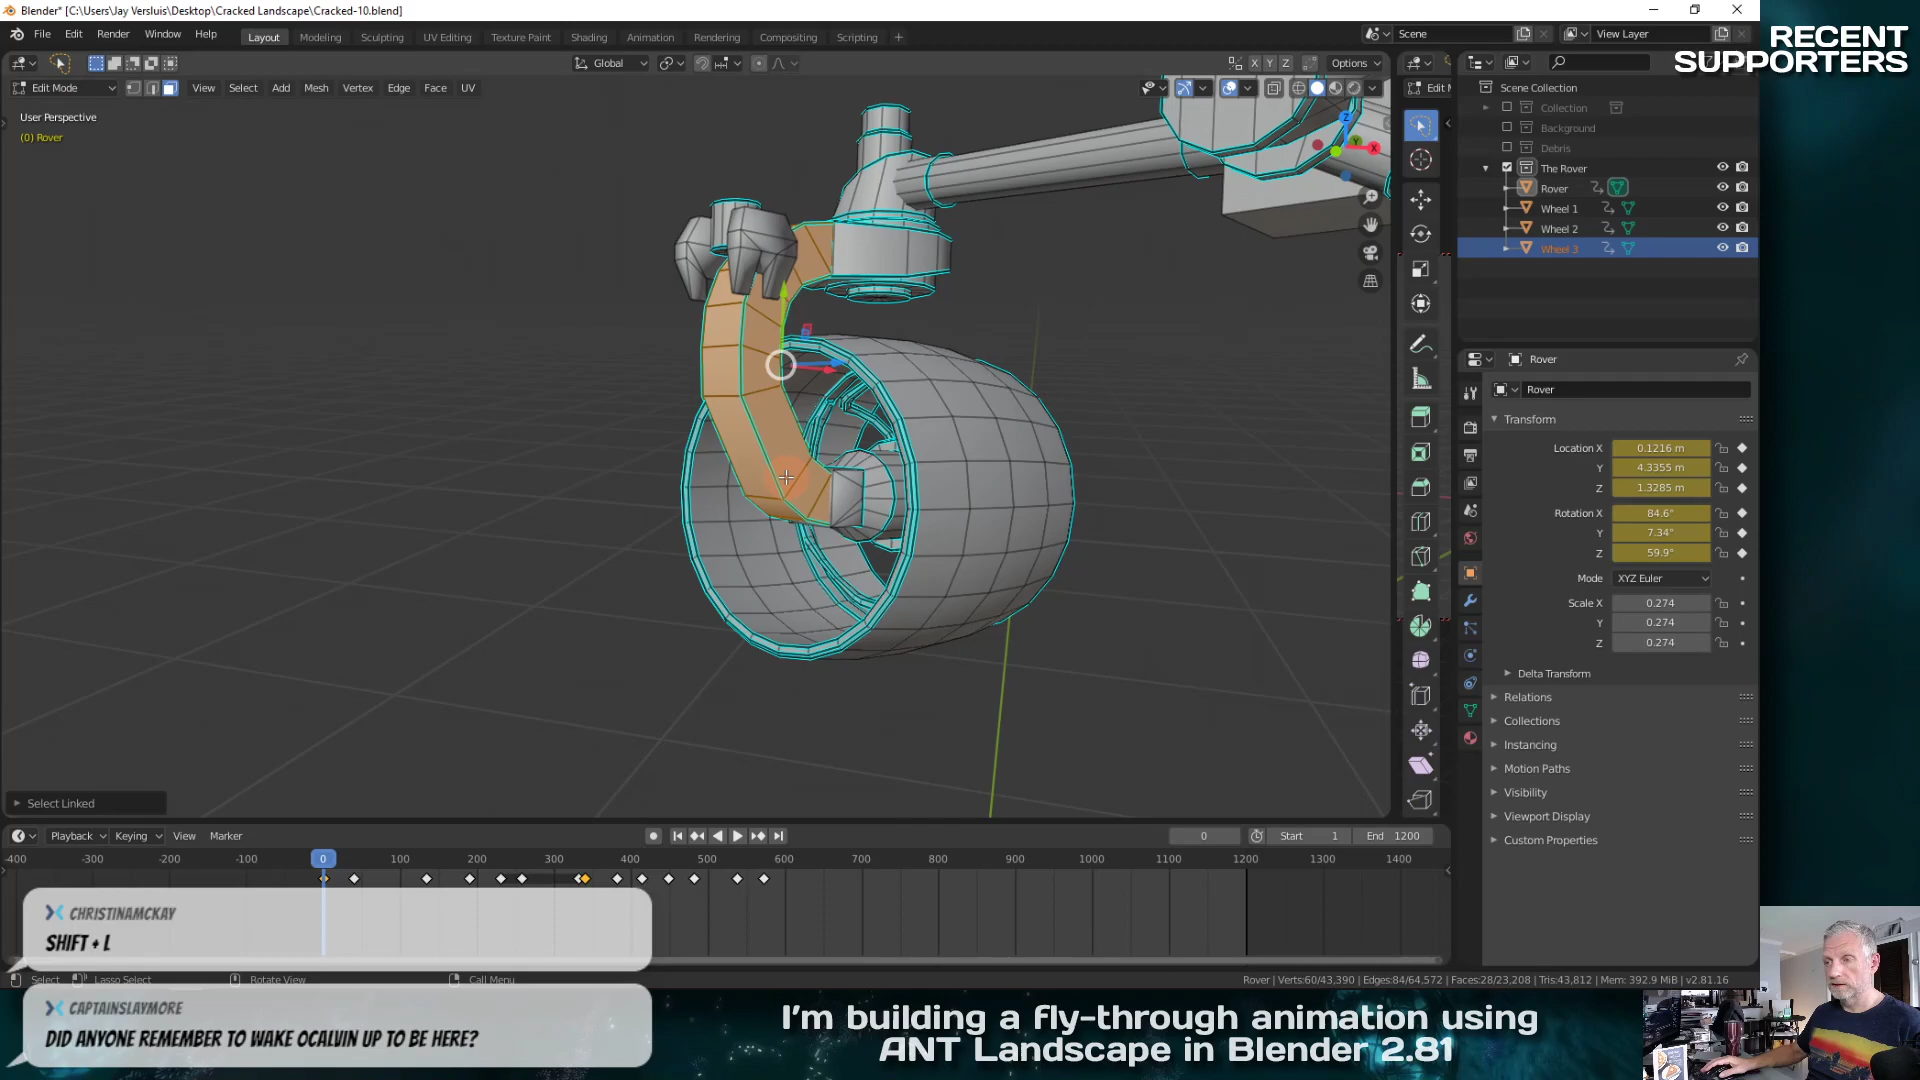 Blender* [C:\Users\Jay Versluis\Desktop\Cracked Landscape\Cracked-10.blend]
File Edit Render Window Help
Layout Modeling Sculpting UV Editing Texture Paint Shading Animation Rendering Compositing Scripting +
Scene
View Layer
RECENT
SUPPORTERS
Global
X Y Z
Options
Edit Mode
View Select Add Mesh Vertex Edge Face UV
User Perspective
(0) Rover
Scene Collection
Collection
Background
Debris
The Rover
Rover
Wheel 1
Wheel 2
Wheel 3
Rover
Rover
Transform
Location X 0.1216 m
Y 4.3355 m
Z 1.3285 m
Rotation X 84.6°
Y 7.34°
Z 59.9°
Mode XYZ Euler
Scale X 0.274
Y 0.274
Z 0.274
Delta Transform
Relations
Collections
Instancing
Motion Paths
Visibility
Viewport Display
Custom Properties
Select Linked
Playback Keying View Marker
0 Start 1 End 1200
-400 -300 -200 -100 0 100 200 300 400 500 600 700 800 900 1000 1100 1200 1300 1400
CHRISTINAMCKAY
SHIFT + L
Select Lasso Select Rotate View Call Menu
Rover | Verts:60/43,390 | Edges:84/64,572 | Faces:28/23,208 | Tris:43,812 | Mem: 392.9 MiB | v2.81.16
CAPTAINSLAYMORE
DID ANYONE REMEMBER TO WAKE OCALVIN UP TO BE HERE?
I'm building a fly-through animation using
ANT Landscape in Blender 2.81